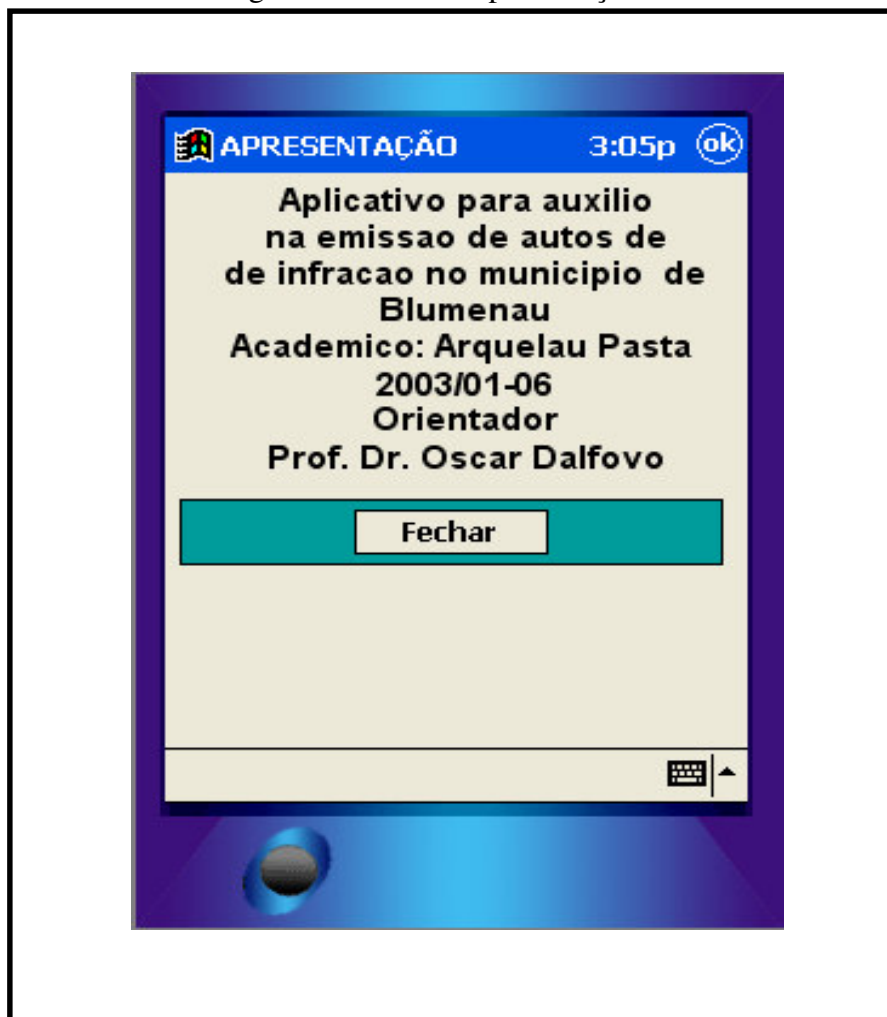 APRESENTAÇÃO 3:05p ok
Aplicativo para auxilio
na emissao de autos de
de infracao no municipio de
Blumenau
Academico: Arquelau Pasta
2003/01-06
Orientador
Prof. Dr. Oscar Dalfovo
Fechar